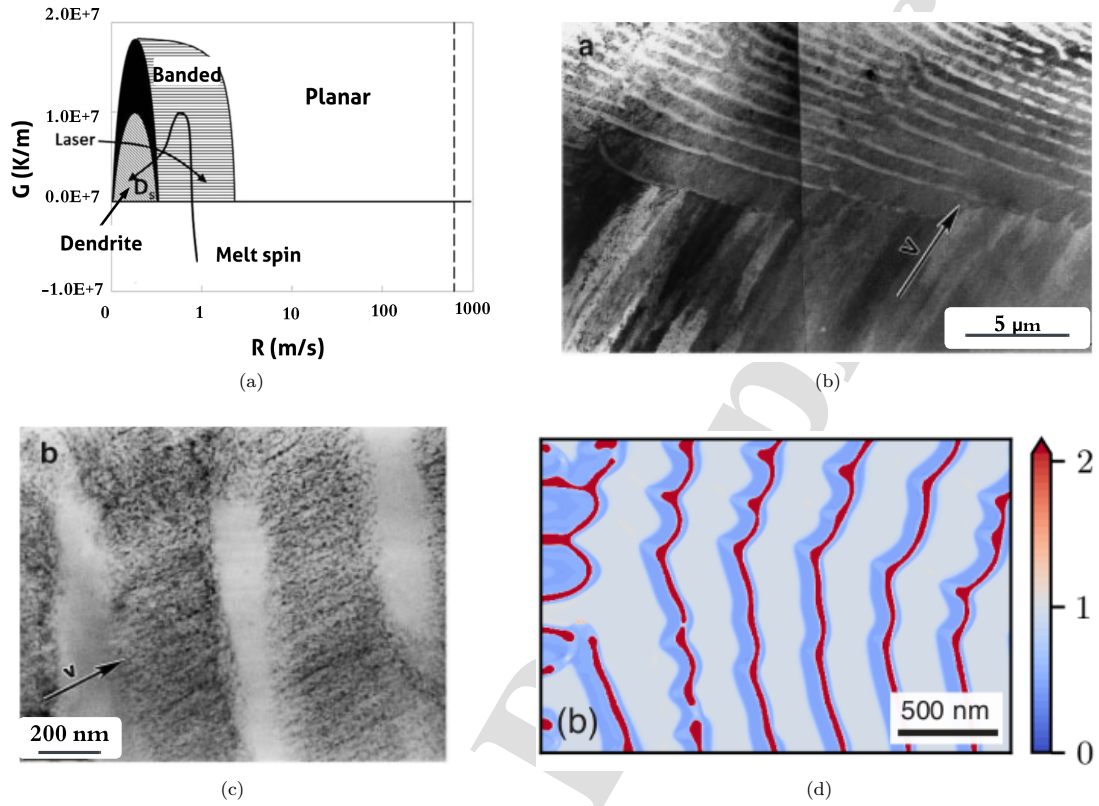 2.0E+7
1.0E+7
0.0E+7
-1.0E+7
G (K/m)
Banded
Planar
Laser
D s
Dendrite
Melt spin
0
1
10
100
1000
R (m/s)
(a)
a
v
5 µm
(b)
b
v
200 nm
(c)
(b)
500 nm
2
1
0
(d)